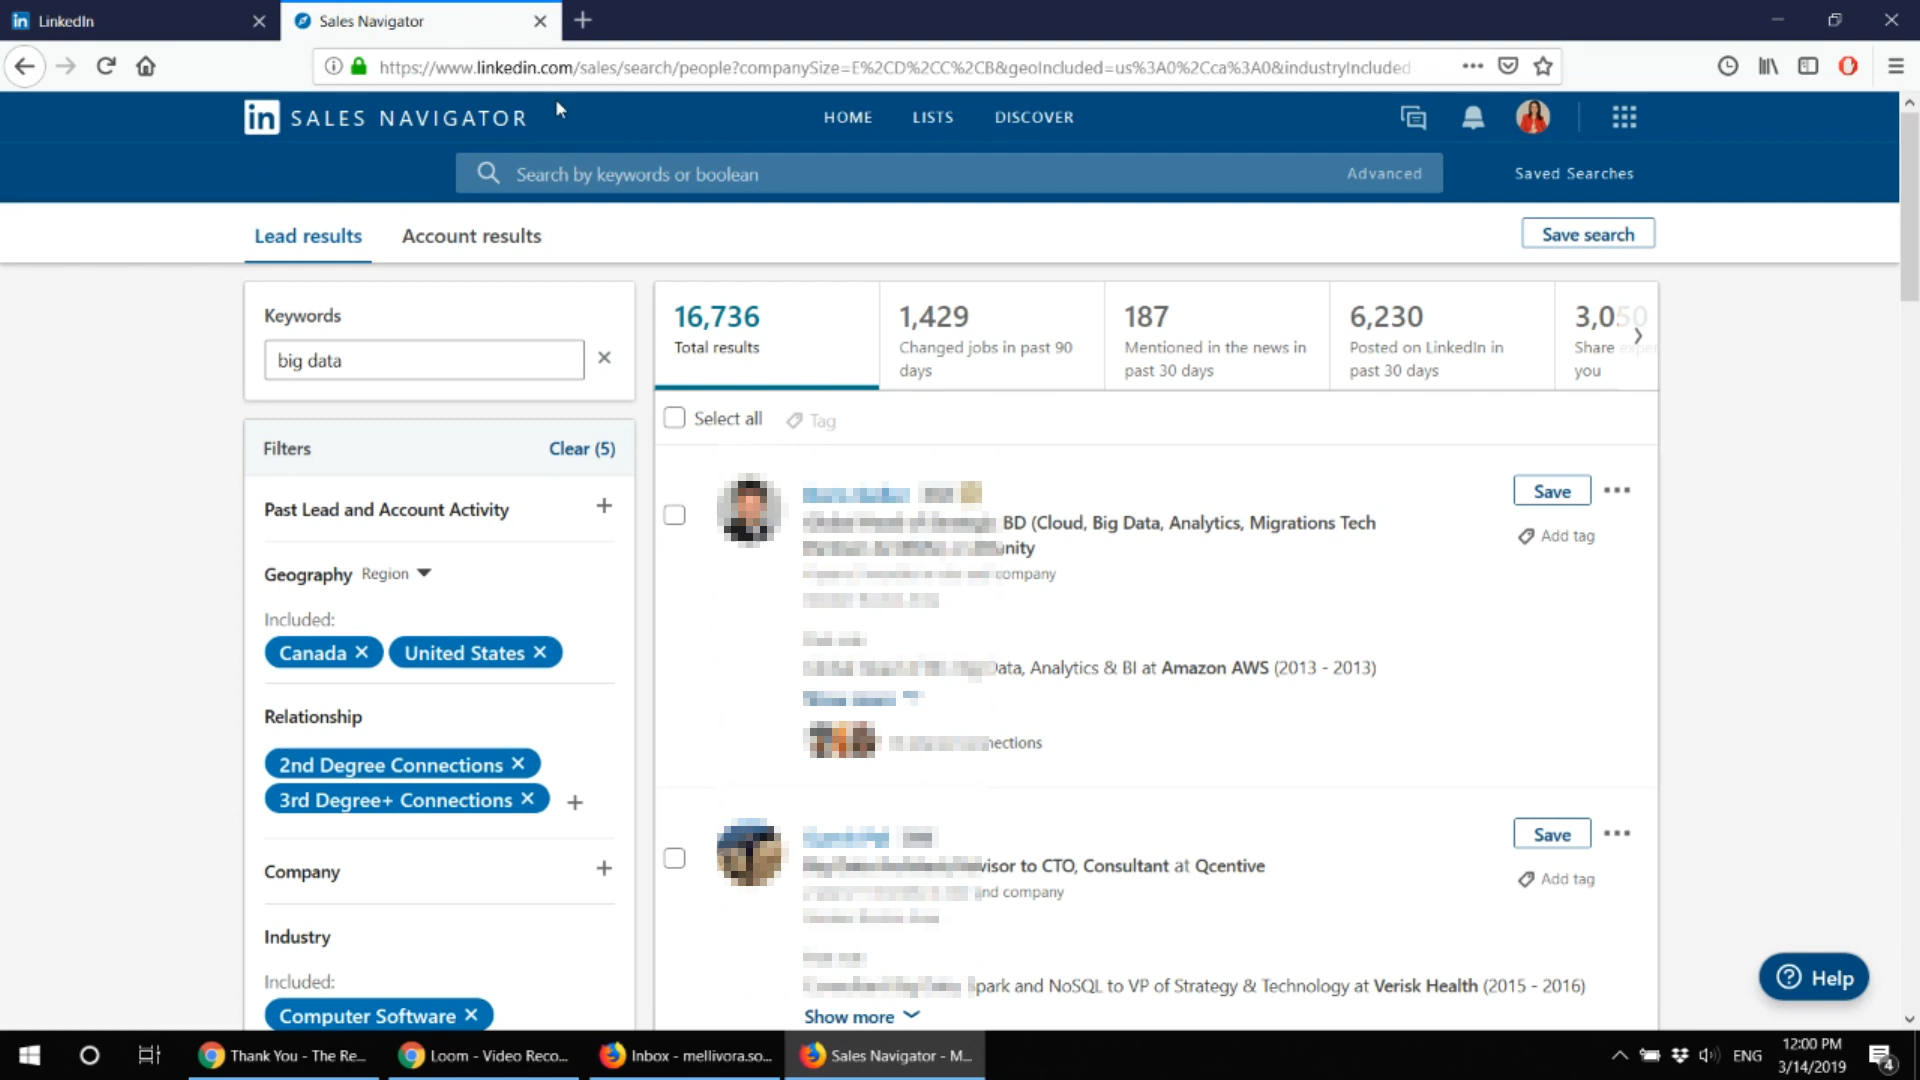 LinkedIn
Sales Navigator
https://www.linkedin.com/sales/search/people?companySize=E%2CD%2CC%2CB&geoIncluded=us%3A0%2Cca%3A0&industryIncluded
in SALES NAVIGATOR
HOME LISTS DISCOVER
Search by keywords or boolean
Advanced
Saved Searches
Lead results Account results
Save search
Keywords
big data
Filters
Clear (5)
Past Lead and Account Activity
Geography Region
Included:
Canada ✕ United States ✕
Relationship
2nd Degree Connections ✕
3rd Degree+ Connections ✕ +
Company
Industry
Included:
Computer Software ✕
16,736
Total results
1,429
Changed jobs in past 90
days
187
Mentioned in the news in
past 30 days
6,230
Posted on LinkedIn in
past 30 days
3,050
Share
you
Select all
Tag
BD (Cloud, Big Data, Analytics, Migrations Tech
company
Data, Analytics & BI at Amazon AWS (2013 - 2013)
Save
Add tag
to CTO, Consultant at Qcentive
and company
and NoSQL to VP of Strategy & Technology at Verisk Health (2015 - 2016)
Show more
Save
Add tag
Help
Thank You - The Re...
Loom - Video Reco...
Inbox - mellivora.so...
Sales Navigator - M...
ENG
12:00 PM
3/14/2019
4